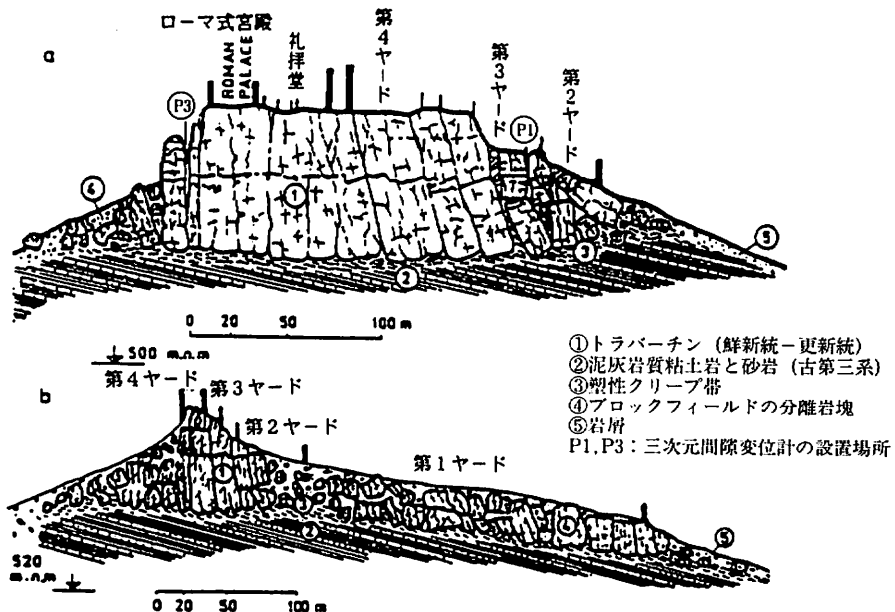 ローマ式宮殿
a
ROMAN PALACE
礼拝堂
第4ヤード
第3ヤード
第2ヤード
P3
P1
④
①
③
⑤
②
0 20 50 100 m
500 m.n.m
①トラバーチン (鮮新統-更新統)
②泥灰岩質粘土岩と砂岩 (古第三系)
③塑性クリープ帯
④ブロックフィールドの分離岩塊
⑤岩屑
P1,P3：三次元間隙変位計の設置場所
b
第4ヤード
第3ヤード
第2ヤード
第1ヤード
②
⑤
520
m.n.m
0 20 50 100 m